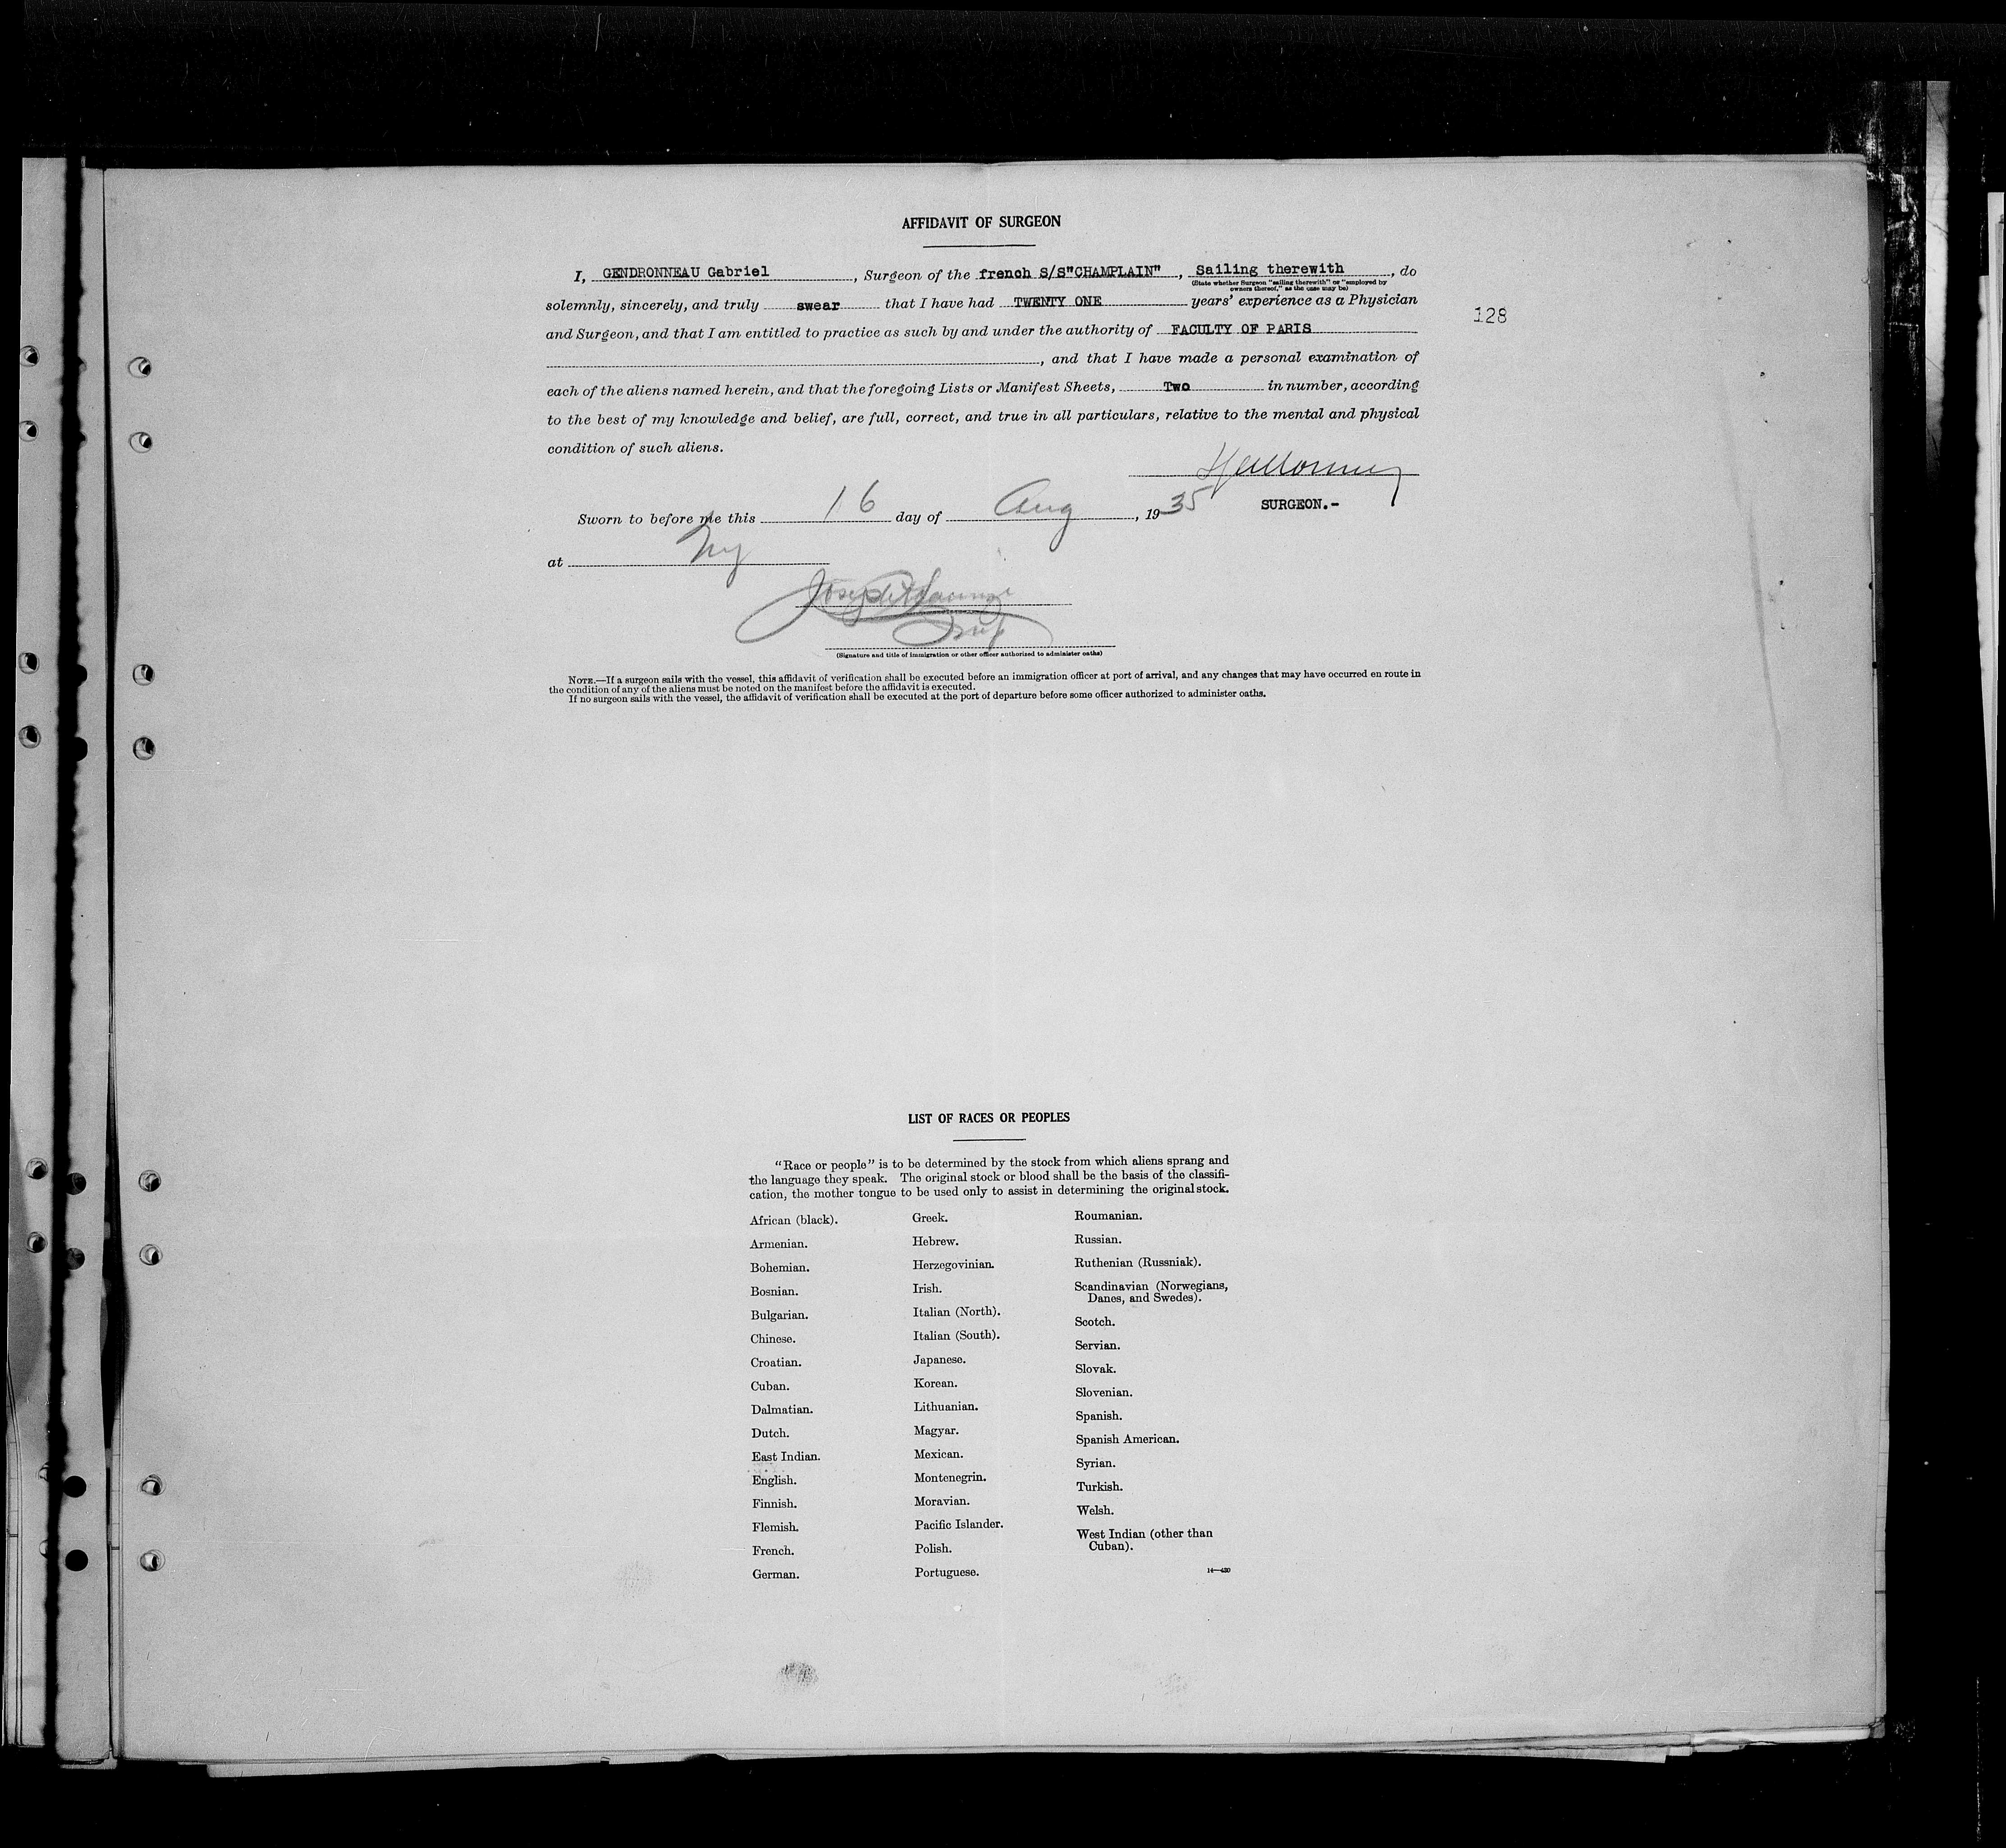 AFFIDAVIT OF SURGEON
I, GENDRONNEAU Gabriel, Surgeon of the french S/S"CHAMPLAIN", Sailing therewith, do
(State whether Surgeon "sailing therewith" or "employed by
owners thereof," as the case may be)
solemnly, sincerely, and truly swear that I have had TWENTY ONE years' experience as a Physician
128
and Surgeon, and that I am entitled to practice as such by and under the authority of FACULTY OF PARIS
, and that I have made a personal examination of
each of the aliens named herein, and that the foregoing Lists or Manifest Sheets, Two in number, according
to the best of my knowledge and belief, are full, correct, and true in all particulars, relative to the mental and physical
condition of such aliens.
SURGEON.-
Sworn to before me this 16 day of Aug, 1935
at Ny
Joseph
Insp
(Signature and title of immigration or other officer authorized to administer oaths)
NOTE.—If a surgeon sails with the vessel, this affidavit of verification shall be executed before an immigration officer at port of arrival, and any changes that may have occurred en route in
the condition of any of the aliens must be noted on the manifest before the affidavit is executed.
If no surgeon sails with the vessel, the affidavit of verification shall be executed at the port of departure before some officer authorized to administer oaths.
LIST OF RACES OR PEOPLES
"Race or people" is to be determined by the stock from which aliens sprang and
the language they speak. The original stock or blood shall be the basis of the classifi-
cation, the mother tongue to be used only to assist in determining the original stock.
African (black).
Armenian.
Bohemian.
Bosnian.
Bulgarian.
Chinese.
Croatian.
Cuban.
Dalmatian.
Dutch.
East Indian.
English.
Finnish.
Flemish.
French.
German.
Greek.
Hebrew.
Herzegovinian.
Irish.
Italian (North).
Italian (South).
Japanese.
Korean.
Lithuanian.
Magyar.
Mexican.
Montenegrin.
Moravian.
Pacific Islander.
Polish.
Portuguese.
Roumanian.
Russian.
Ruthenian (Russniak).
Scandinavian (Norwegians,
Danes, and Swedes).
Scotch.
Servian.
Slovak.
Slovenian.
Spanish.
Spanish American.
Syrian.
Turkish.
Welsh.
West Indian (other than
Cuban).
14—430